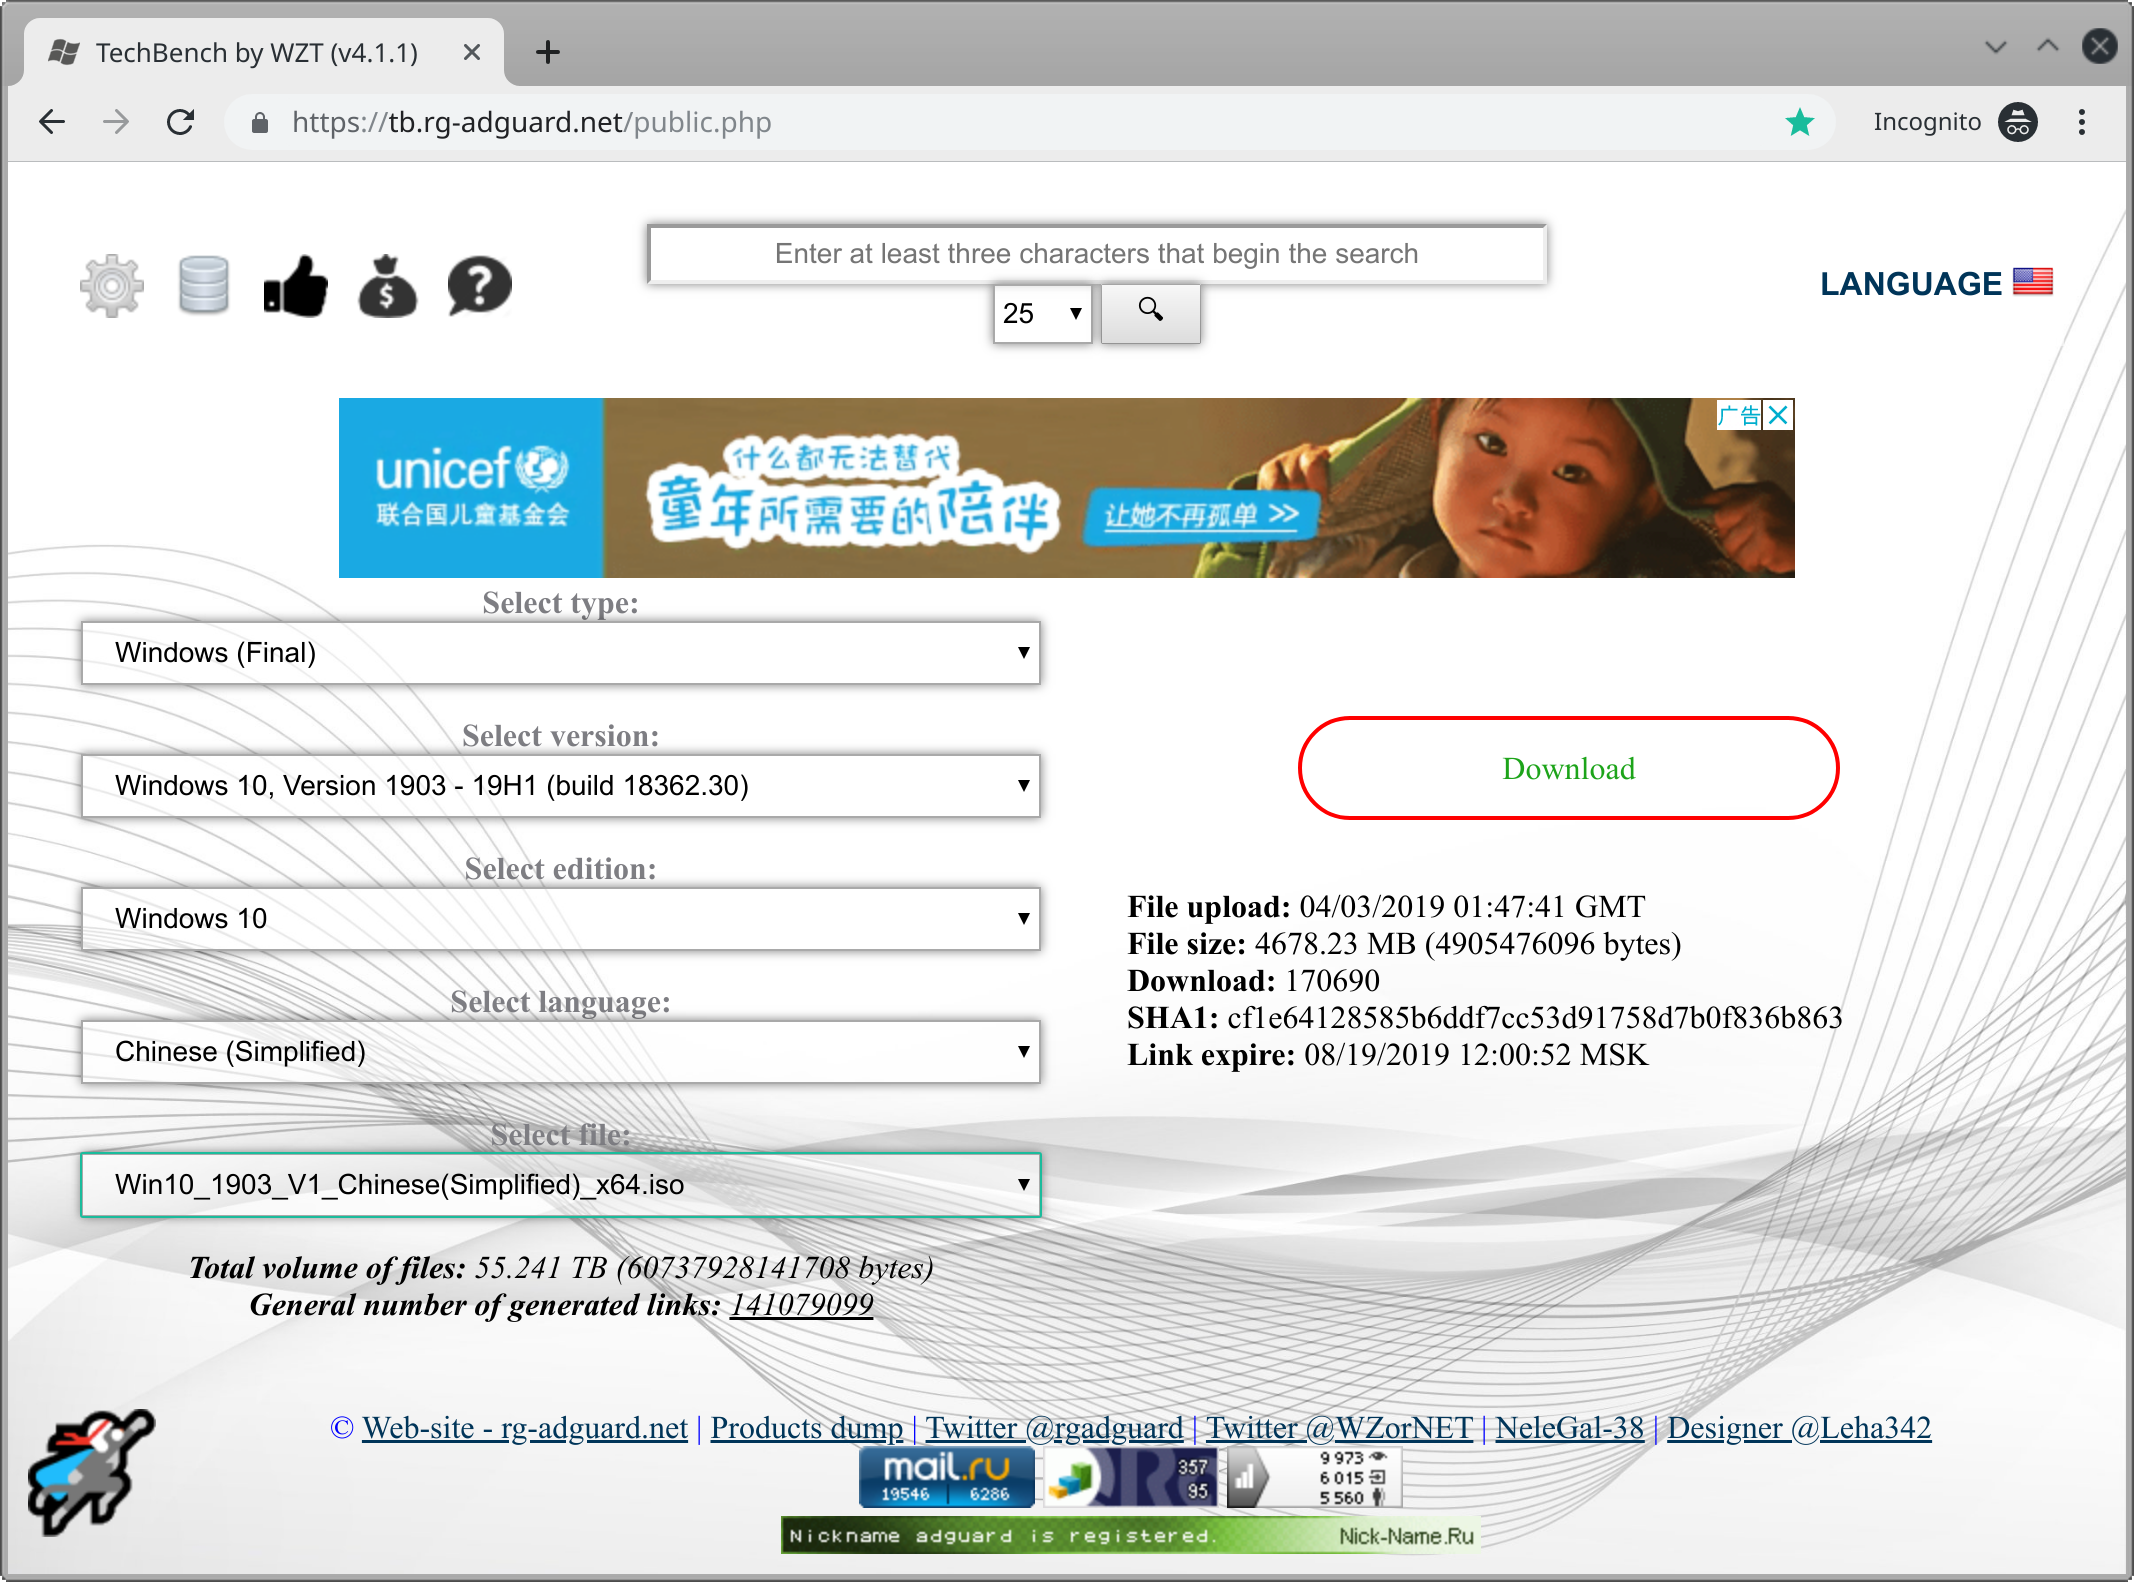 TechBench by WZT (v4.1.1)
https://tb.rg-adguard.net/public.php
Incognito
Enter at least three characters that begin the search
25
LANGUAGE
unicef
联合国儿童基金会
什么都无法替代
童年所需要的陪伴
让她不再孤单 >>
广告
Select type:
Windows (Final)
Select version:
Windows 10, Version 1903 - 19H1 (build 18362.30)
Select edition:
Windows 10
Select language:
Chinese (Simplified)
Select file:
Win10_1903_V1_Chinese(Simplified)_x64.iso
Download
File upload: 04/03/2019 01:47:41 GMT
File size: 4678.23 MB (4905476096 bytes)
Download: 170690
SHA1: cf1e64128585b6ddf7cc53d91758d7b0f836b863
Link expire: 08/19/2019 12:00:52 MSK
Total volume of files: 55.241 TB (60737928141708 bytes)
General number of generated links: 141079099
© Web-site - rg-adguard.net | Products dump | Twitter @rgadguard | Twitter @WZorNET | NeleGal-38 | Designer @Leha342
mail.ru
19546 6286
357
95
9 973
6 015
5 560
Nickname adguard is registered. Nick-Name.Ru